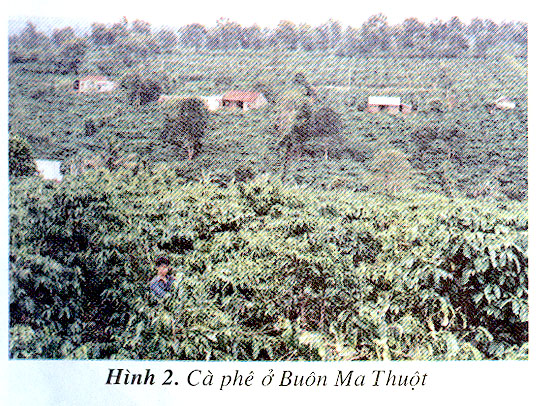 Hình 2. Cà phê ở Buôn Ma Thuột